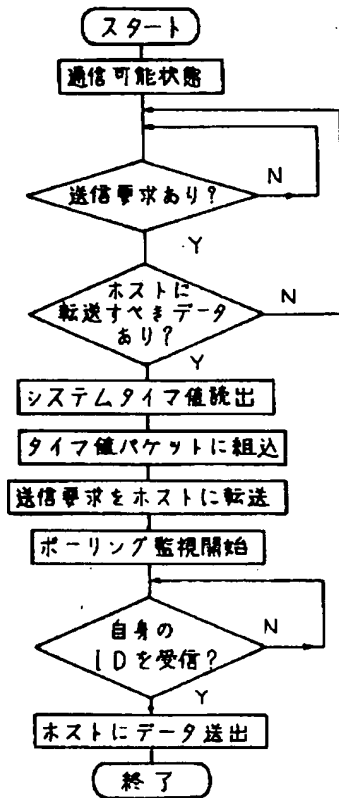 スタート
通信可能状態
送信要求あり?
N
Y
ホストに
転送すべきデータ
あり?
N
Y
システムタイマ値読出
タイマ値パケットに組込
送信要求をホストに転送
ポーリング監視開始
自身の
IDを受信?
N
Y
ホストにデータ送出
終了